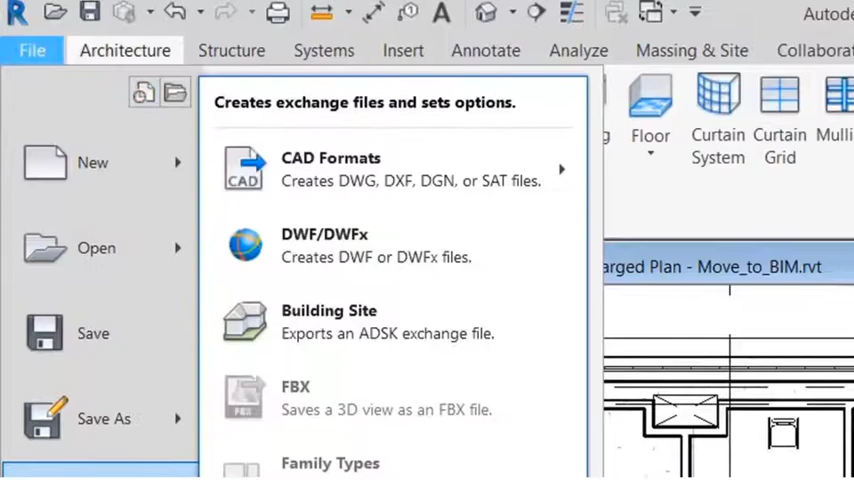 Autod
File Architecture Structure Systems Insert Annotate Analyze Massing & Site Collaborat
Creates exchange files and sets options.
New
Open
Save
Save As
CAD Formats
Creates DWG, DXF, DGN, or SAT files.
CAD
DWF/DWFx
Creates DWF or DWFx files.
Building Site
Exports an ADSK exchange file.
FBX
Saves a 3D view as an FBX file.
FBX
Family Types
g
Floor
Curtain
System
Curtain
Grid
Mulli
arged Plan - Move_to_BIM.rvt